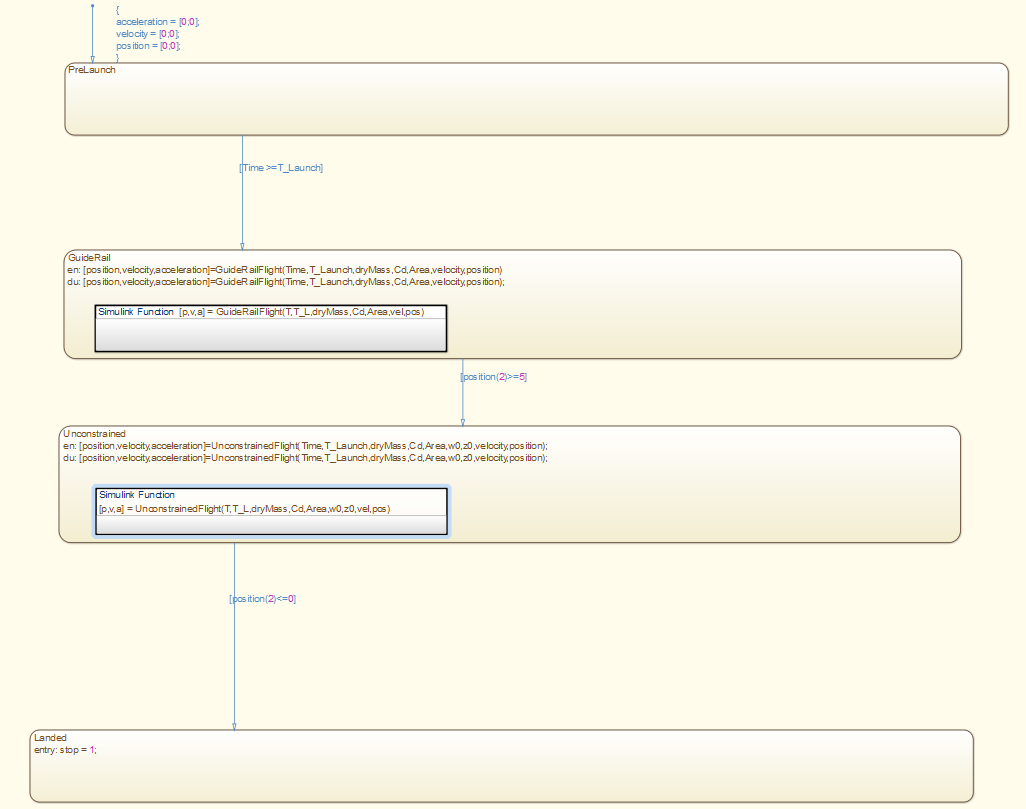 {
acceleration = [0;0];
velocity = [0;0];
position = [0;0];
}
PreLaunch
[Time >=T_Launch]
GuideRail
en: [position,velocity,acceleration]=GuideRailFlight(Time,T_Launch,dryMass,Cd,Area,velocity,position)
du: [position,velocity,acceleration]=GuideRailFlight(Time,T_Launch,dryMass,Cd,Area,velocity,position);
Simulink Function [p,v,a] = GuideRailFlight(T,T_L,dryMass,Cd,Area,vel,pos)
[position(2)>=5]
Unconstrained
en: [position,velocity,acceleration]=UnconstrainedFlight(Time,T_Launch,dryMass,Cd,Area,w0,z0,velocity,position);
du: [position,velocity,acceleration]=UnconstrainedFlight(Time,T_Launch,dryMass,Cd,Area,w0,z0,velocity,position);
Simulink Function
[p,v,a] = UnconstrainedFlight(T,T_L,dryMass,Cd,Area,w0,z0,vel,pos)
[position(2)<=0]
Landed
entry: stop = 1;